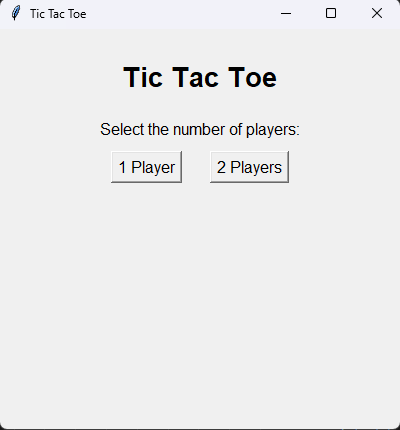 Tic Tac Toe
Tic Tac Toe
Select the number of players:
1 Player 2 Players